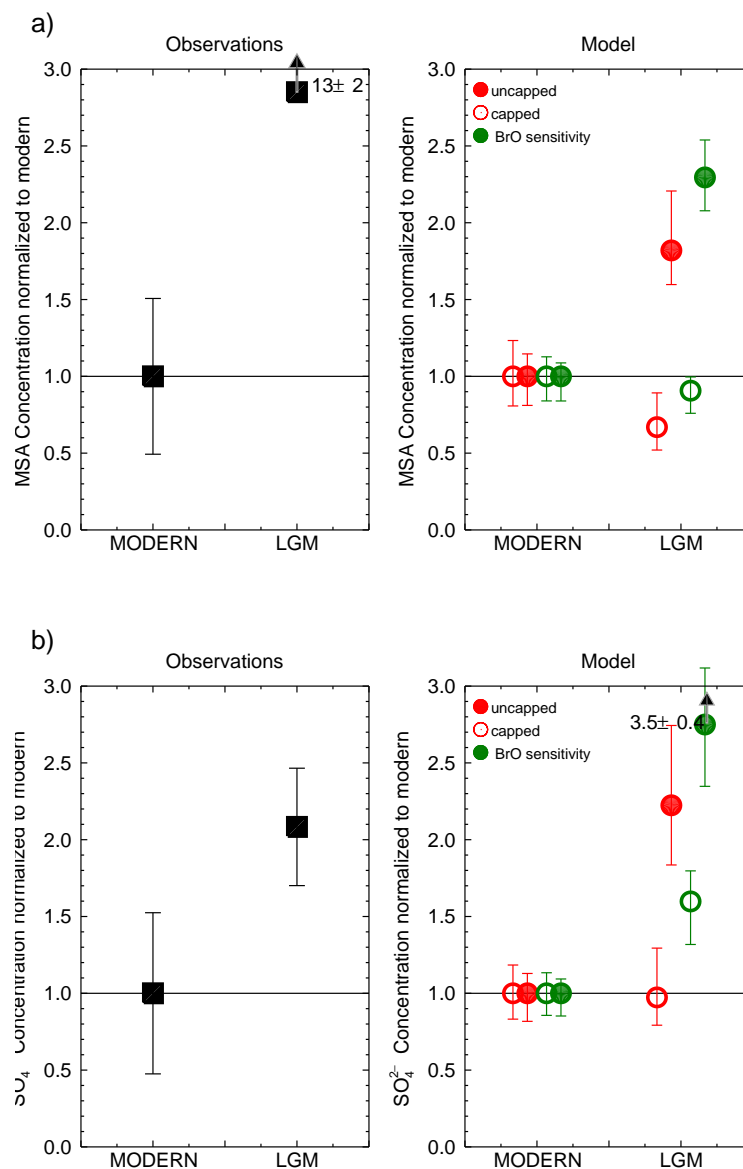 a)
Observations
Model
MSA Concentration normalized to modern
3.0
2.5
2.0
1.5
1.0
0.5
0.0
13± 2
MODERN
LGM
MSA Concentration normalized to modern
3.0
2.5
2.0
1.5
1.0
0.5
0.0
uncapped
capped
BrO sensitivity
MODERN
LGM
b)
Observations
Model
SO₄ Concentration normalized to modern
3.0
2.5
2.0
1.5
1.0
0.5
0.0
MODERN
LGM
SO₄²⁻ Concentration normalized to modern
3.0
2.5
2.0
1.5
1.0
0.5
0.0
uncapped
capped
BrO sensitivity
3.5± 0.4
MODERN
LGM